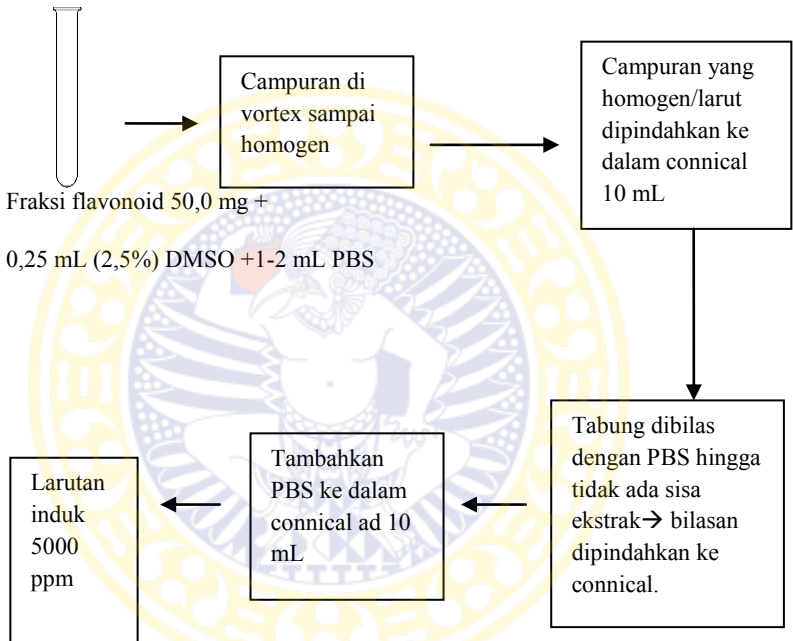 Fraksi flavonoid 50,0 mg +
0,25 mL (2,5%) DMSO +1-2 mL PBS
Campuran di
vortex sampai
homogen
Campuran yang
homogen/larut
dipindahkan ke
dalam connical
10 mL
Tabung dibilas
dengan PBS hingga
tidak ada sisa
ekstrak→ bilasan
dipindahkan ke
connical.
Tambahkan
PBS ke dalam
connical ad 10
mL
Larutan
induk
5000
ppm